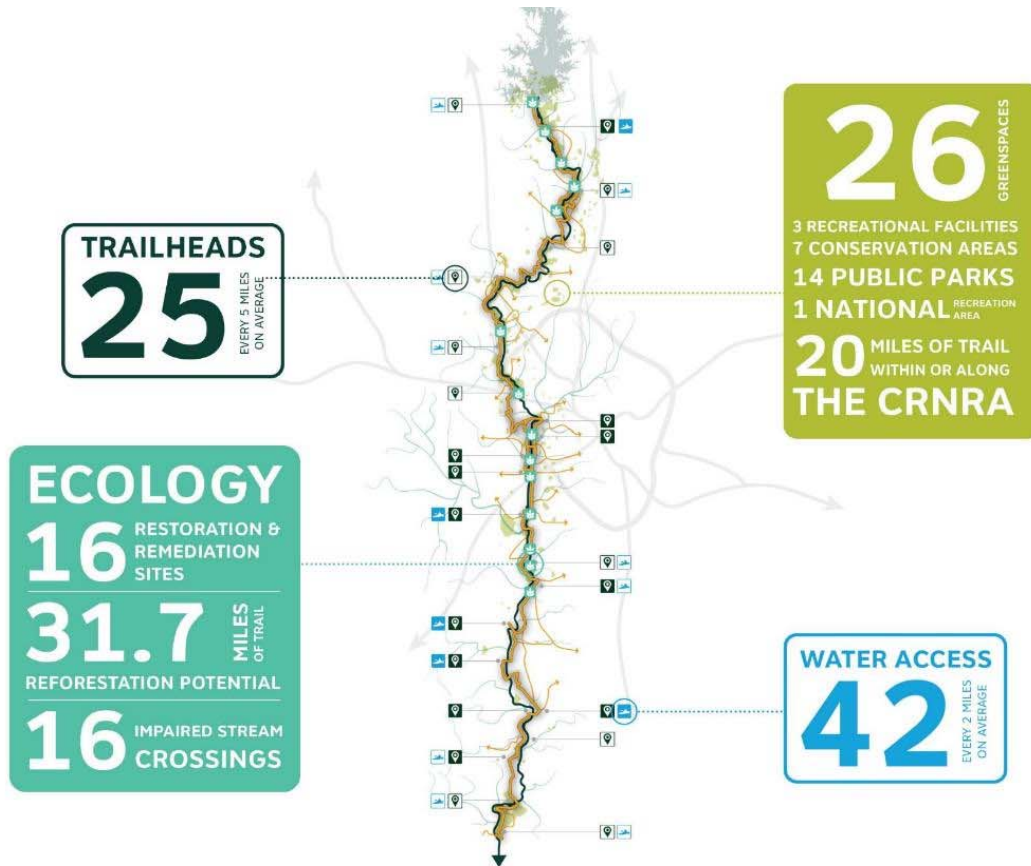 TRAILHEADS
25
EVERY 5 MILES
ON AVERAGE
26
GREENSPACES
3 RECREATIONAL FACILITIES
7 CONSERVATION AREAS
14 PUBLIC PARKS
1 NATIONAL RECREATION
AREA
20 MILES OF TRAIL
WITHIN OR ALONG
THE CRNRA
ECOLOGY
16 RESTORATION &
REMEDIATION
SITES
31.7 MILES
OF TRAIL
REFORESTATION POTENTIAL
16 IMPAIRED STREAM
CROSSINGS
WATER ACCESS
42
EVERY 2 MILES
ON AVERAGE